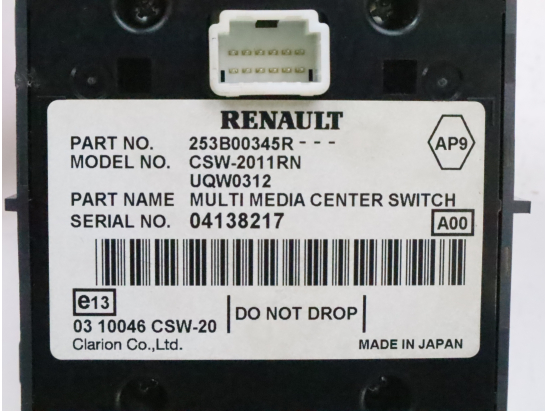 RENAULT
PART NO. 253B00345R - - -
AP9
MODEL NO. CSW-2011RN
UQW0312
PART NAME MULTI MEDIA CENTER SWITCH
SERIAL NO. 04138217
A00
e13
03 10046 CSW-20
DO NOT DROP
Clarion Co.,Ltd.
MADE IN JAPAN